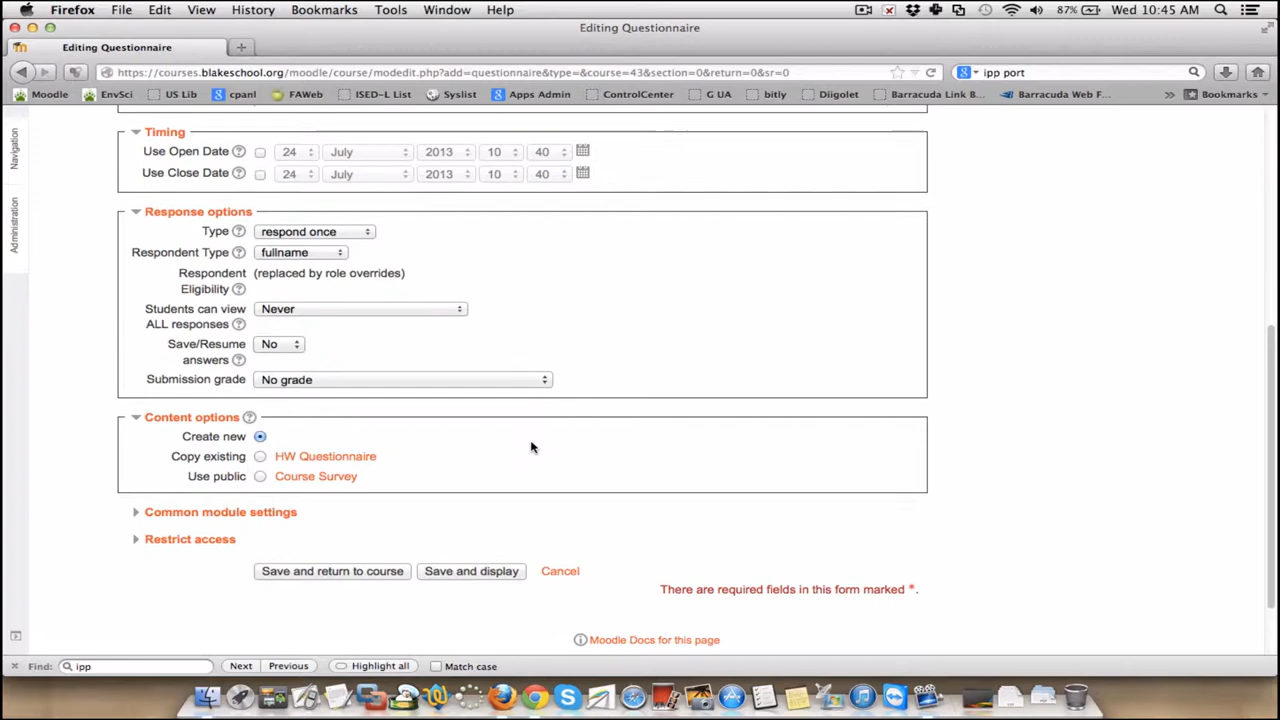 Firefox File Edit View History Bookmarks Tools Window Help 87% Wed 10:45 AM
Editing Questionnaire
Editing Questionnaire
https://courses.blakeschool.org/moodle/course/modedit.php?add=questionnaire&type=&course=43&section=0&return=0&sr=0 ipp port
Moodle EnvSci US Lib cpanl FAWeb ISED-L List Syslist Apps Admin ControlCenter G UA bitly Diigolet Barracuda Link B... Barracuda Web F... » Bookmarks
Navigation
Administration
Timing
Use Open Date 24 July 2013 10 40
Use Close Date 24 July 2013 10 40
Response options
Type respond once
Respondent Type fullname
Respondent (replaced by role overrides)
Eligibility
Students can view Never
ALL responses
Save/Resume No
answers
Submission grade No grade
Content options
Create new
Copy existing HW Questionnaire
Use public Course Survey
Common module settings
Restrict access
Save and return to course Save and display Cancel
There are required fields in this form marked *.
Moodle Docs for this page
Find: ipp Next Previous Highlight all Match case